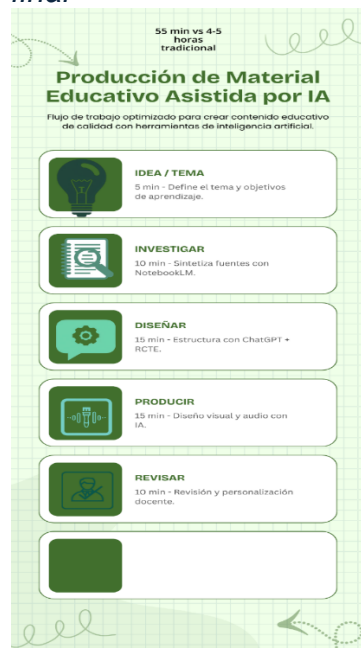 final
55 min vs 4-5
horas
tradicional
Producción de Material
Educativo Asistida por IA
Flujo de trabajo optimizado para crear contenido educativo
de calidad con herramientas de inteligencia artificial.
IDEA / TEMA
5 min - Define el tema y objetivos
de aprendizaje.
INVESTIGAR
10 min - Sintetiza fuentes con
NotebookLM.
DISEÑAR
15 min - Estructura con ChatGPT +
RCTE.
PRODUCIR
15 min - Diseño visual y audio con
IA.
REVISAR
10 min - Revisión y personalización
docente.